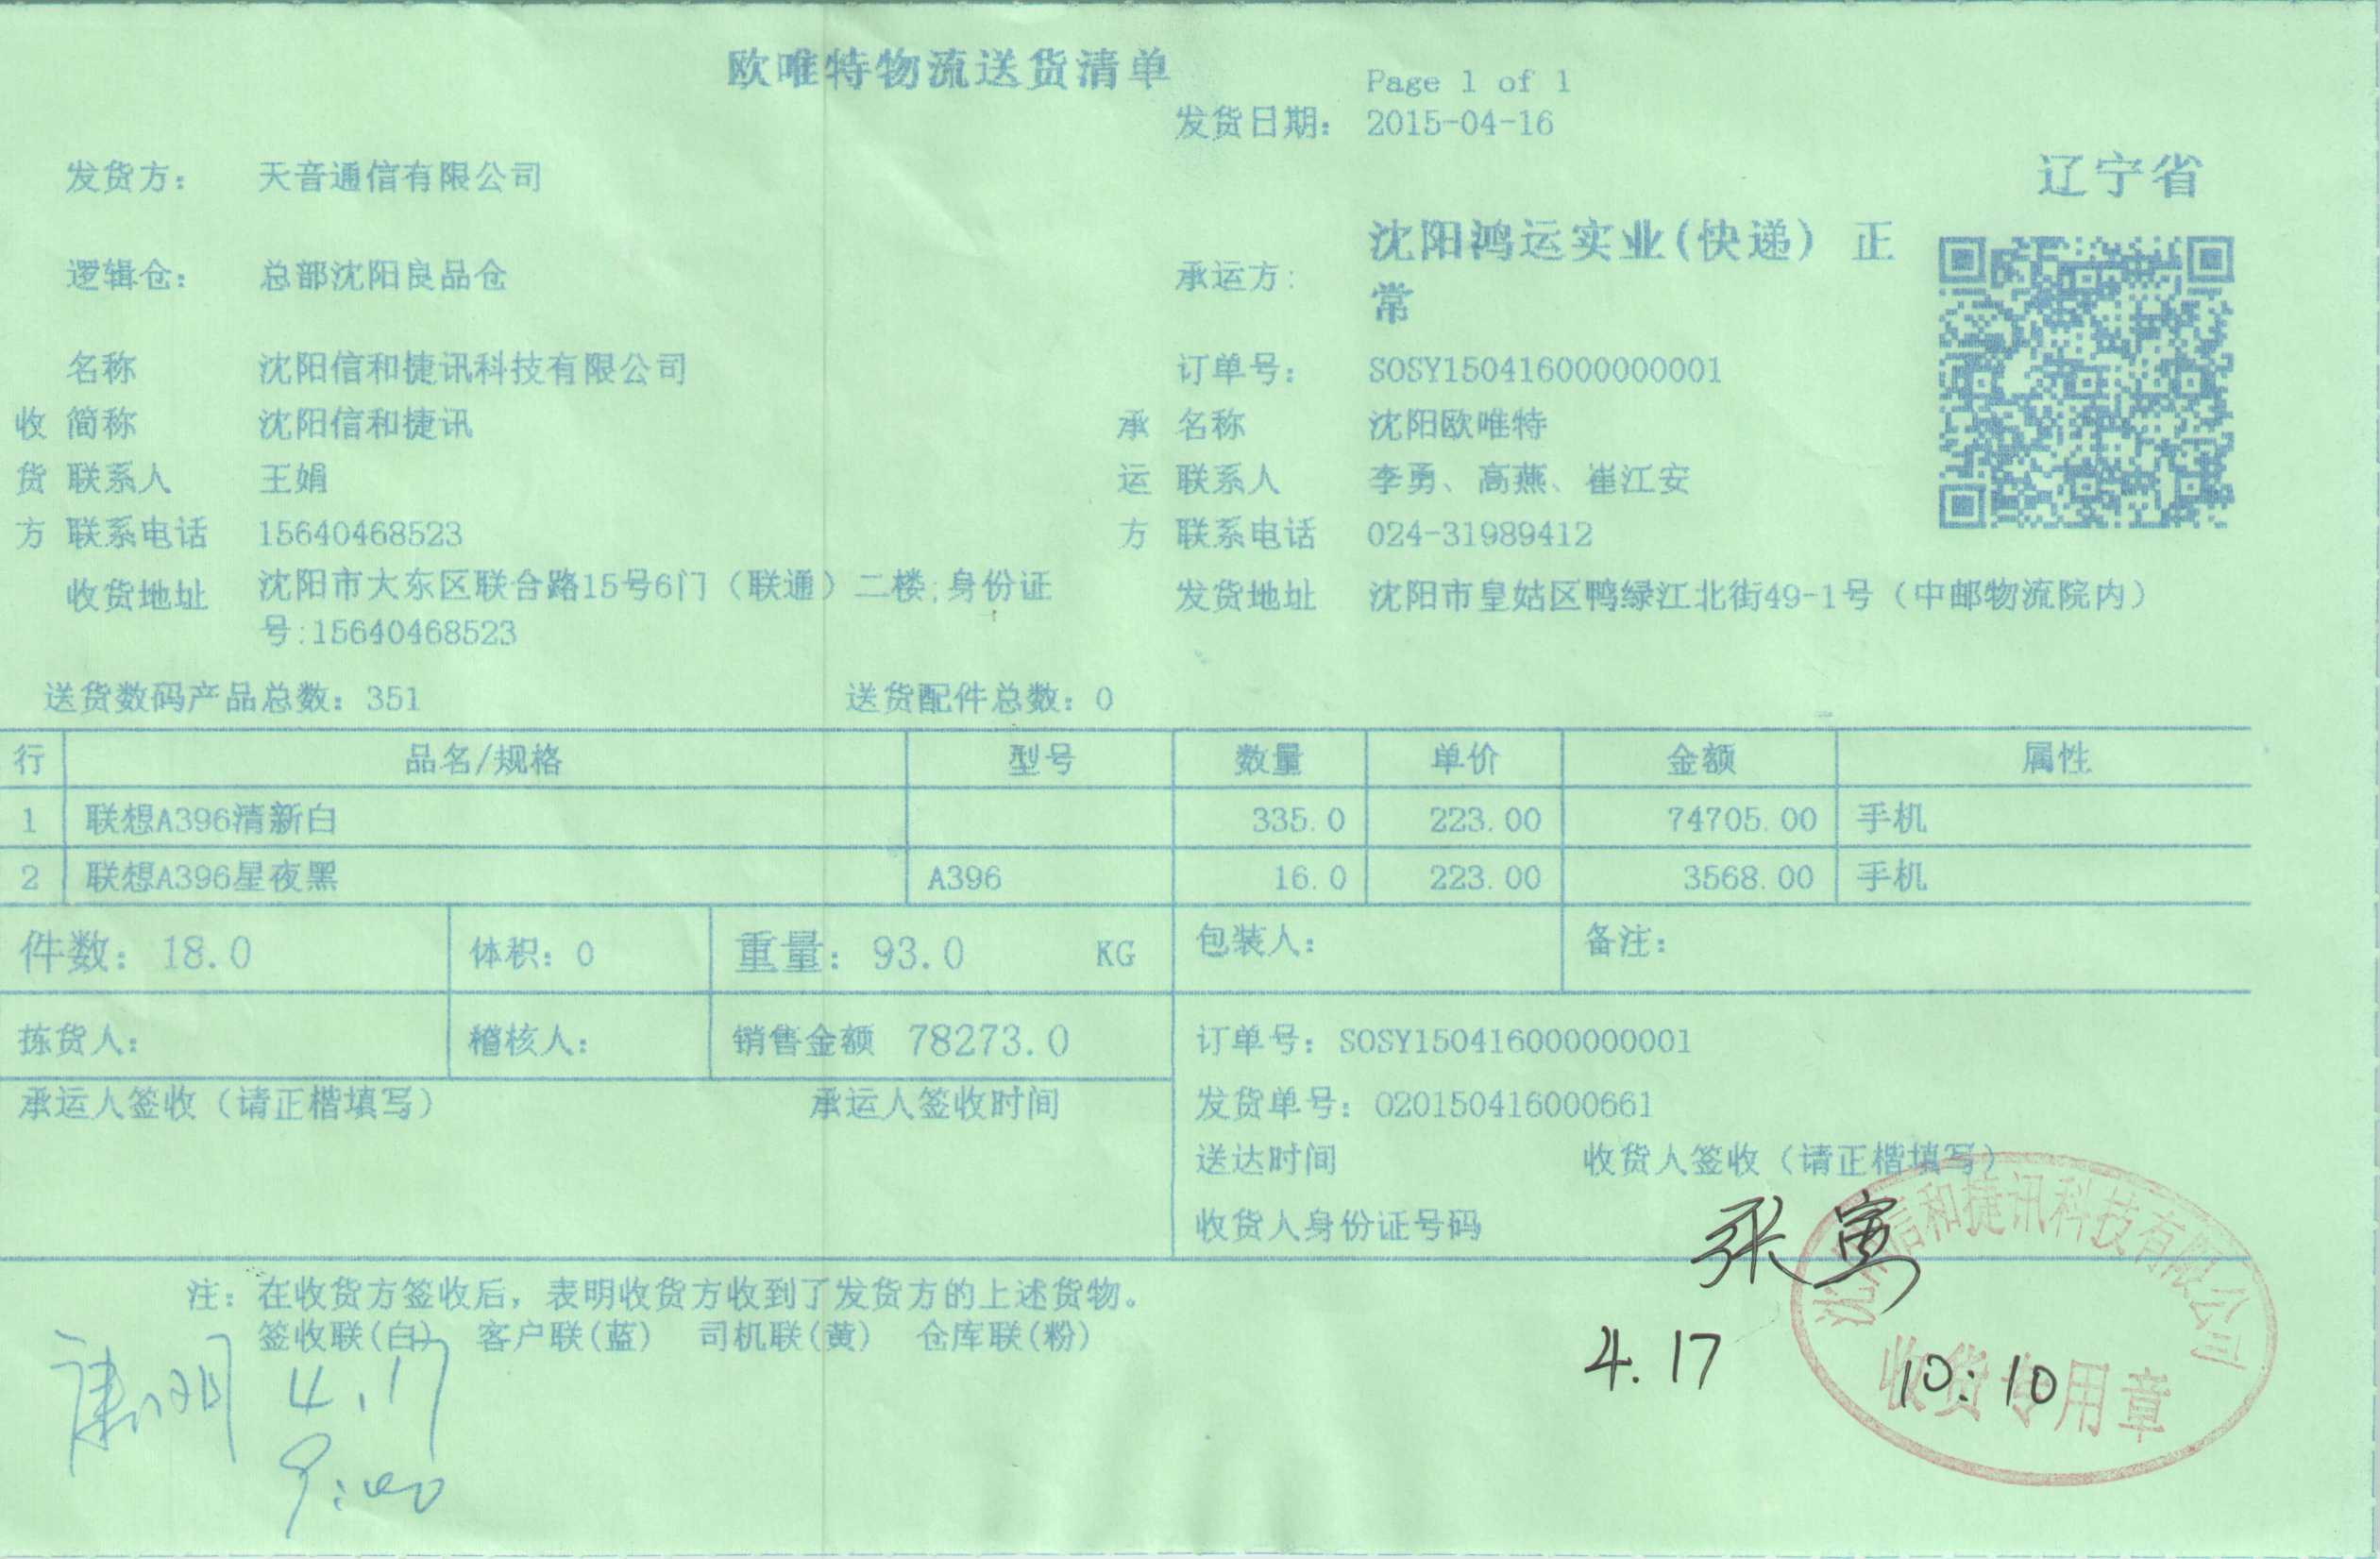 欧唯特物流送货清单
Page 1 of 1
发货日期： 2015-04-16
发货方： 天音通信有限公司
辽宁省
逻辑仓： 总部沈阳良品仓
承运方： 沈阳鸿运实业(快递) 正
常
名称 沈阳信和捷讯科技有限公司
订单号： SOSY150416000000001
收 简称 沈阳信和捷讯
承 名称 沈阳欧唯特
货 联系人 王娟
运 联系人 李勇、高燕、崔江安
方 联系电话 15640468523
方 联系电话 024-31989412
收货地址 沈阳市大东区联合路15号6门（联通）二楼;身份证
号:15640468523
发货地址 沈阳市皇姑区鸭绿江北街49-1号（中邮物流院内）
送货数码产品总数：351 送货配件总数：0
行 品名/规格 型号 数量 单价 金额 属性
1 联想A396清新白 335.0 223.00 74705.00 手机
2 联想A396星夜黑 A396 16.0 223.00 3568.00 手机
件数：18.0 体积：0 重量：93.0 KG 包装人： 备注：
拣货人： 稽核人： 销售金额 78273.0 订单号：SOSY150416000000001
承运人签收（请正楷填写） 承运人签收时间
发货单号：020150416000661
送达时间 收货人签收（请正楷填写）
收货人身份证号码
张寅
4.17 10:10
信和捷讯科技有限公司
收货专用章
注：在收货方签收后，表明收货方收到了发货方的上述货物。
签收联(白) 客户联(蓝) 司机联(黄) 仓库联(粉)
4.17
9:00